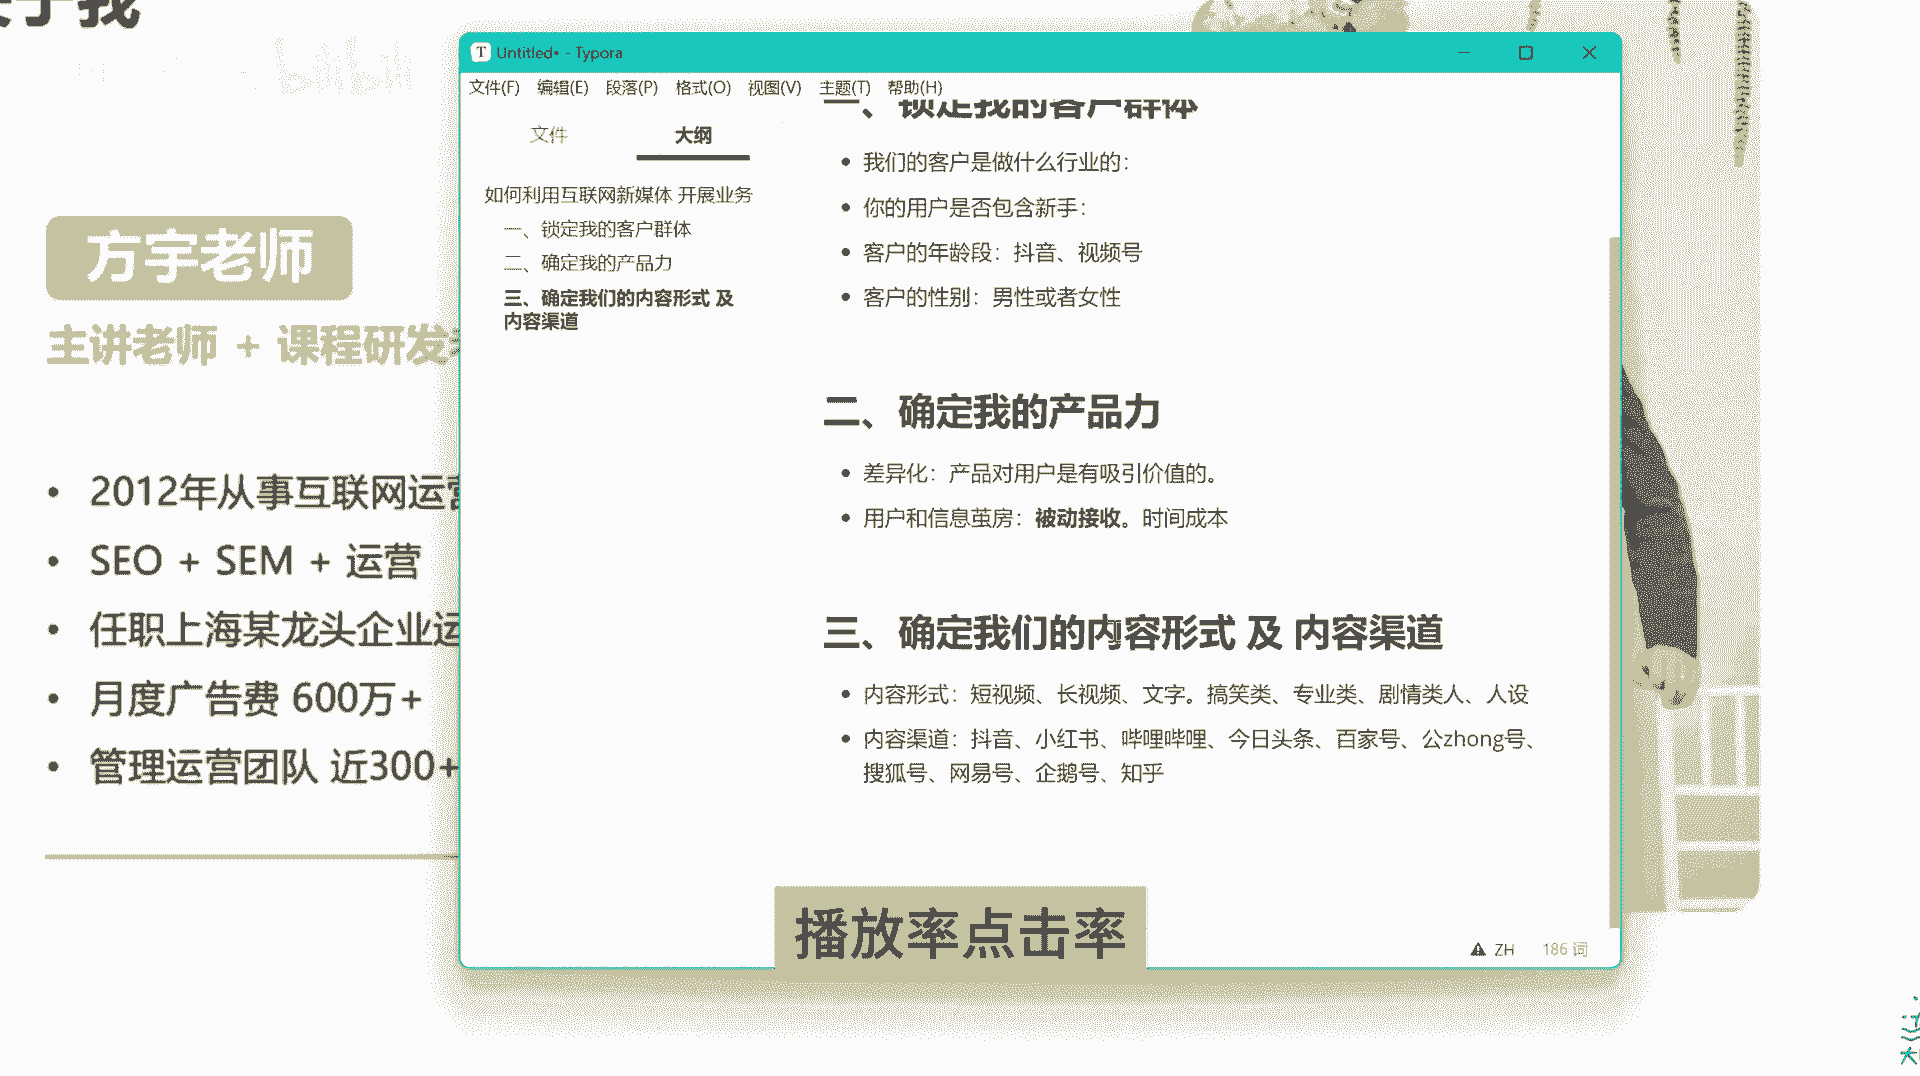 关于我
bilibili
方宇老师
主讲老师 + 课程研发
2012年从事互联网运营
SEO + SEM + 运营
任职上海某龙头企业运
月度广告费 600万+
管理运营团队 近300+
Untitled• - Typora
文件(F) 编辑(E) 段落(P) 格式(O) 视图(V) 主题(T) 帮助(H)
文件 大纲
如何利用互联网新媒体 开展业务
一、锁定我的客户群体
二、确定我的产品力
三、确定我们的内容形式 及
内容渠道
一、锁定我的客户群体
我们的客户是做什么行业的：
你的用户是否包含新手：
客户的年龄段：抖音、视频号
客户的性别：男性或者女性
二、确定我的产品力
差异化：产品对用户是有吸引价值的。
用户和信息茧房：被动接收。时间成本
三、确定我们的内容形式 及 内容渠道
内容形式：短视频、长视频、文字。搞笑类、专业类、剧情类人、人设
内容渠道：抖音、小红书、哔哩哔哩、今日头条、百家号、公zhong号、
搜狐号、网易号、企鹅号、知乎
ZH 186 词
播放率点击率